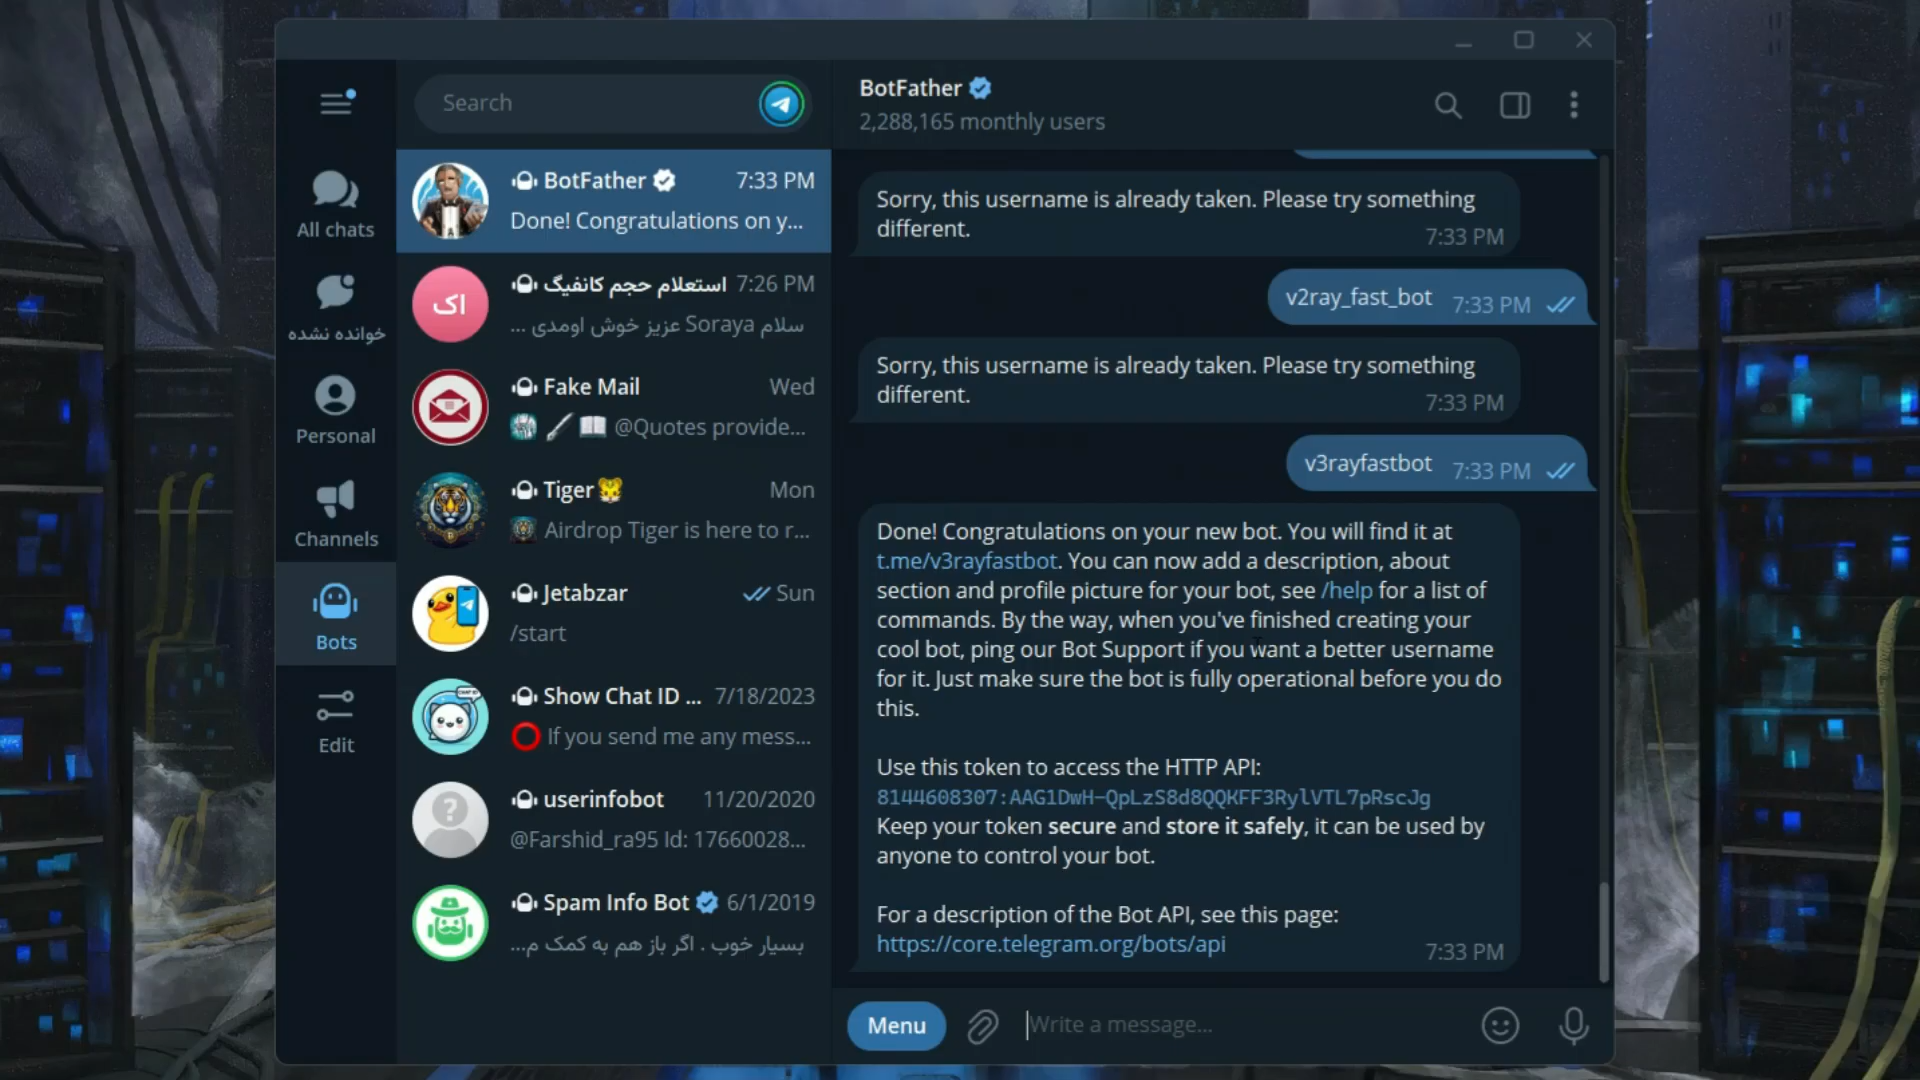 Search
All chats
خوانده نشده
Personal
Channels
Bots
Edit
BotFather 7:33 PM
Done! Congratulations on y...
اک
استعلام حجم کانفیگ 7:26 PM
سلام Soraya عزیز خوش اومدی ...
Fake Mail Wed
@Quotes provide...
Tiger Mon
Airdrop Tiger is here to r...
Jetabzar Sun
/start
Show Chat ID ... 7/18/2023
If you send me any mess...
userinfobot 11/20/2020
@Farshid_ra95 Id: 17660028...
Spam Info Bot 6/1/2019
بسیار خوب . اگر باز هم به کمک م...
BotFather
2,288,165 monthly users
Sorry, this username is already taken. Please try something
different.
7:33 PM
v2ray_fast_bot 7:33 PM
Sorry, this username is already taken. Please try something
different.
7:33 PM
v3rayfastbot 7:33 PM
Done! Congratulations on your new bot. You will find it at
t.me/v3rayfastbot. You can now add a description, about
section and profile picture for your bot, see /help for a list of
commands. By the way, when you've finished creating your
cool bot, ping our Bot Support if you want a better username
for it. Just make sure the bot is fully operational before you do
this.
Use this token to access the HTTP API:
8144608307:AAG1DwH-QpLzS8d8QQKFF3RylVTL7pRscJg
Keep your token secure and store it safely, it can be used by
anyone to control your bot.
For a description of the Bot API, see this page:
https://core.telegram.org/bots/api
7:33 PM
Menu
Write a message...